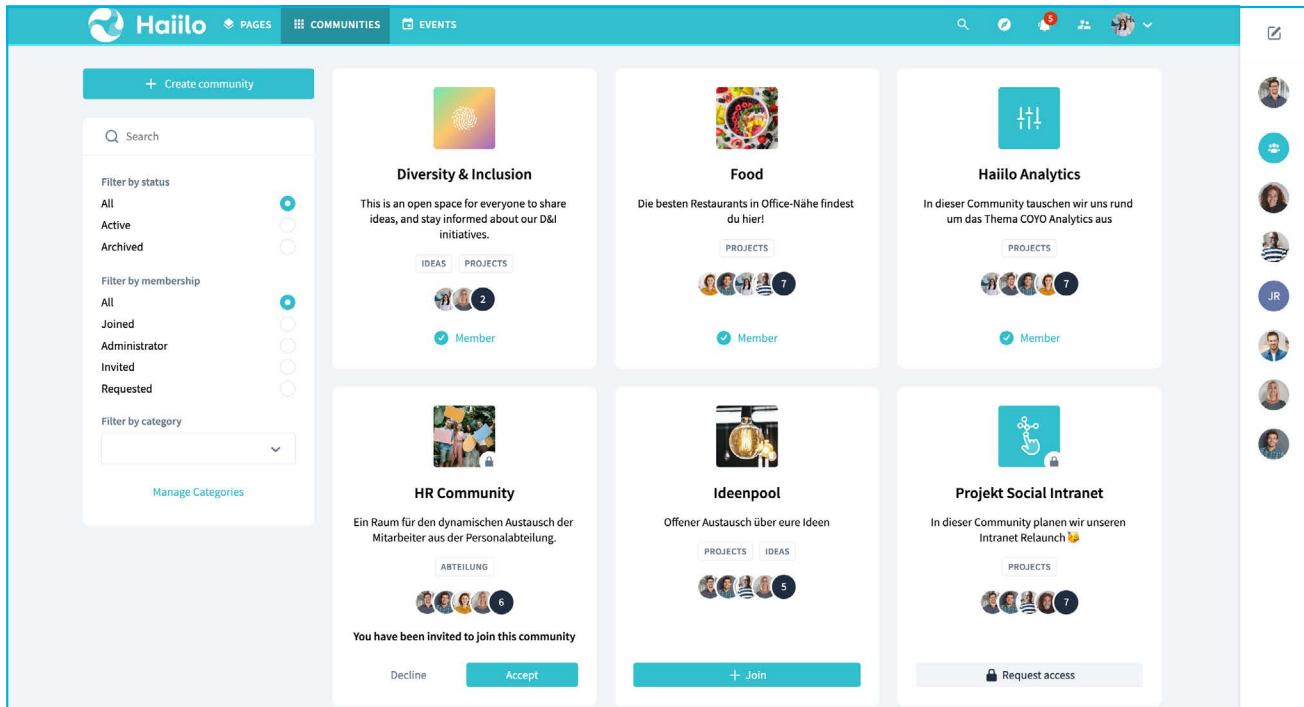 Haiilo
PAGES
COMMUNITIES
EVENTS
5
Create community
Search
Filter by status
All
Active
Archived
Filter by membership
All
Joined
Administrator
Invited
Requested
Filter by category
Manage Categories
Diversity & Inclusion
This is an open space for everyone to share
ideas, and stay informed about our D&I
initiatives.
IDEAS PROJECTS
2
Member
Food
Die besten Restaurants in Office-Nähe findest
du hier!
PROJECTS
7
Member
Haiilo Analytics
In dieser Community tauschen wir uns rund
um das Thema COYO Analytics aus
PROJECTS
7
Member
HR Community
Ein Raum für den dynamischen Austausch der
Mitarbeiter aus der Personalabteilung.
ABTEILUNG
6
You have been invited to join this community
Decline Accept
Ideenpool
Offener Austausch über eure Ideen
PROJECTS IDEAS
5
+ Join
Projekt Social Intranet
In dieser Community planen wir unseren
Intranet Relaunch 🥳
PROJECTS
7
Request access
JR